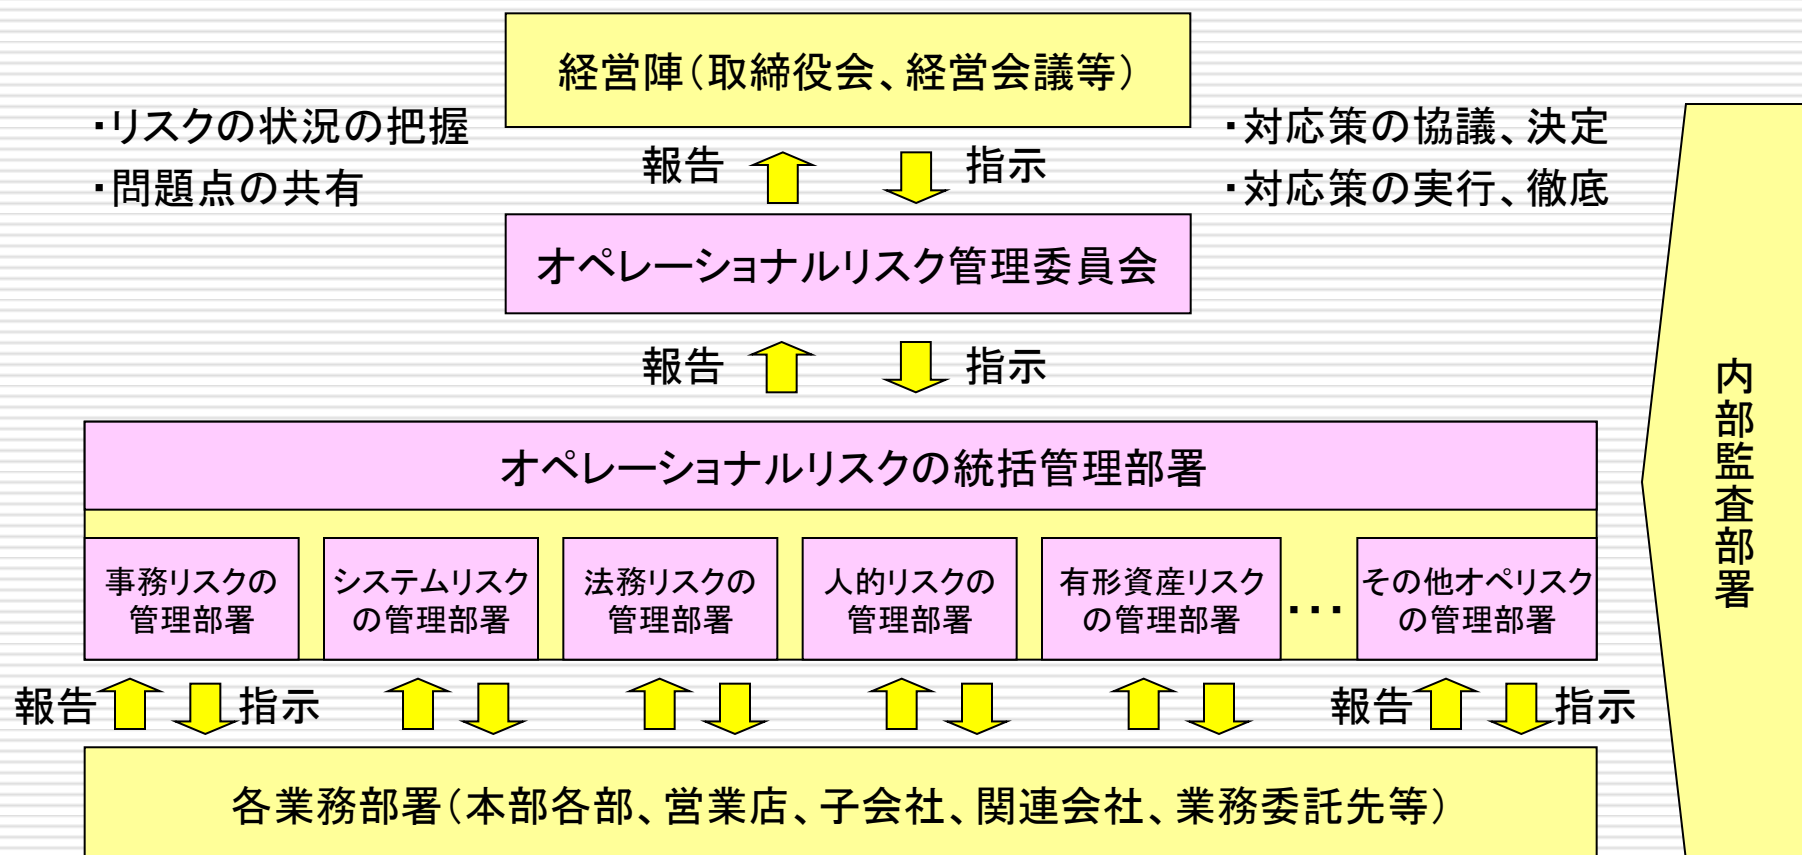 経営陣（取締役会、経営会議等）
・リスクの状況の把握
・問題点の共有
・対応策の協議、決定
・対応策の実行、徹底
報告
指示
オペレーショナルリスク管理委員会
報告
指示
オペレーショナルリスクの統括管理部署
事務リスクの
管理部署
システムリスク
の管理部署
法務リスクの
管理部署
人的リスクの
管理部署
有形資産リスク
の管理部署
・・・
その他オペリスク
の管理部署
報告
指示
報告
指示
各業務部署（本部各部、営業店、子会社、関連会社、業務委託先等）
内部監査部署